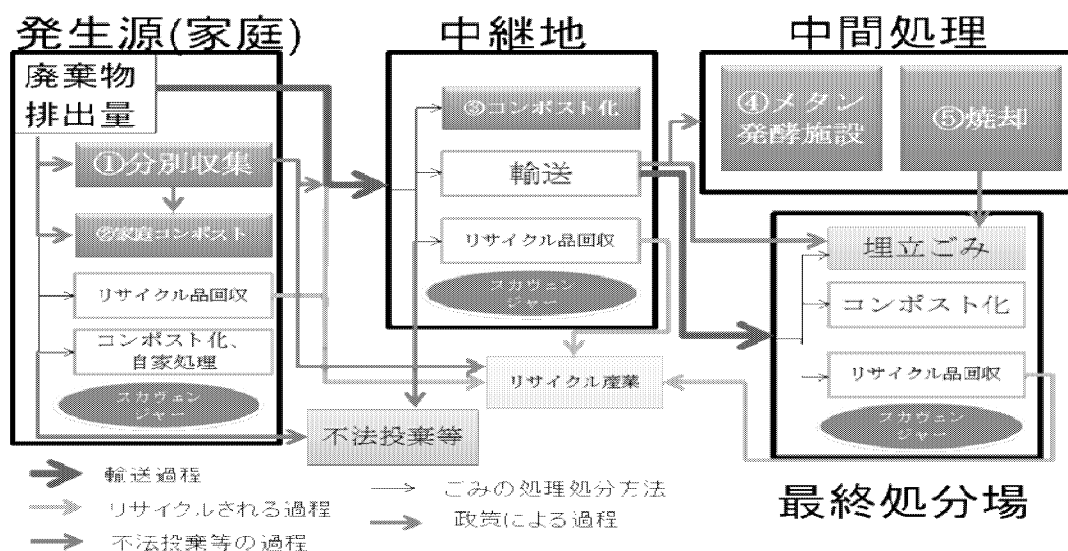 発生源(家庭)
中継地
中間処理
廃棄物
排出量
①分別収集
②家庭コンポスト
リサイクル品回収
コンポスト化、
自家処理
スカヴェン
ジャー
③コンポスト化
輸送
リサイクル品回収
スカヴェン
ジャー
④メタン
発酵施設
⑤焼却
埋立ごみ
コンポスト化
リサイクル品回収
スカヴェン
ジャー
リサイクル産業
不法投棄等
最終処分場
輸送過程
リサイクルされる過程
不法投棄等の過程
ごみの処理処分方法
政策による過程